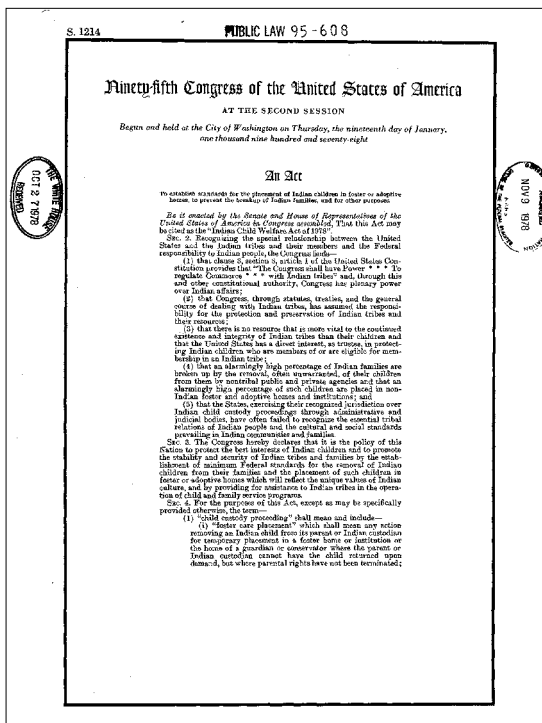 S. 1214
PUBLIC LAW 95-608
Ninety-fifth Congress of the United States of America
AT THE SECOND SESSION
Begun and held at the City of Washington on Thursday, the nineteenth day of January,
one thousand nine hundred and seventy-eight
An Act
To establish standards for the placement of Indian children in foster or adoptive
homes, to prevent the breakup of Indian families, and for other purposes
Be it enacted by the Senate and House of Representatives of the
United States of America in Congress assembled, That this Act may
be cited as the "Indian Child Welfare Act of 1978".
SEC. 2. Recognizing the special relationship between the United
States and the Indian tribes and their members and the Federal
responsibility to Indian people, the Congress finds—
(1) that clause 3, section 8, article I of the United States Con-
stitution provides that "The Congress shall have Power * * * To
regulate Commerce * * * with Indian tribes" and, through this
and other constitutional authority, Congress has plenary power
over Indian affairs;
(2) that Congress, through statutes, treaties, and the general
course of dealing with Indian tribes, has assumed the responsi-
bility for the protection and preservation of Indian tribes and
their resources;
(3) that there is no resource that is more vital to the continued
existence and integrity of Indian tribes than their children and
that the United States has a direct interest, as trustee, in protect-
ing Indian children who are members of or are eligible for mem-
bership in an Indian tribe;
(4) that an alarmingly high percentage of Indian families are
broken up by the removal, often unwarranted, of their children
from them by nontribal public and private agencies and that an
alarmingly high percentage of such children are placed in non-
Indian foster and adoptive homes and institutions; and
(5) that the States, exercising their recognized jurisdiction over
Indian child custody proceedings through administrative and
judicial bodies, have often failed to recognize the essential tribal
relations of Indian people and the cultural and social standards
prevailing in Indian communities and families.
SEC. 3. The Congress hereby declares that it is the policy of this
Nation to protect the best interests of Indian children and to promote
the stability and security of Indian tribes and families by the estab-
lishment of minimum Federal standards for the removal of Indian
children from their families and the placement of such children in
foster or adoptive homes which will reflect the unique values of Indian
culture, and by providing for assistance to Indian tribes in the opera-
tion of child and family service programs.
SEC. 4. For the purposes of this Act, except as may be specifically
provided otherwise, the term—
(1) "child custody proceeding" shall mean and include—
(i) "foster care placement" which shall mean any action
removing an Indian child from its parent or Indian custodian
for temporary placement in a foster home or institution or
the home of a guardian or conservator where the parent or
Indian custodian cannot have the child returned upon
demand, but where parental rights have not been terminated;
THE WHITE HOUSE
OCT 27 1978
RECEIVED
NOV 9 1978